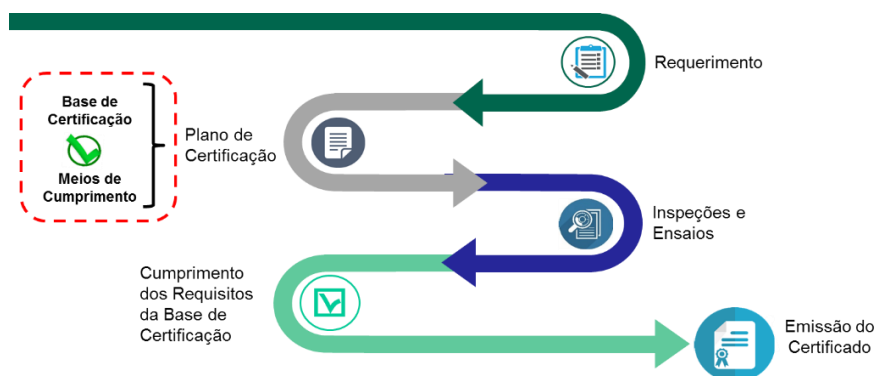 Requerimento
Base de
Certificação
Meios de
Cumprimento
Plano de
Certificação
Inspeções e
Ensaios
Cumprimento
dos Requisitos
da Base de
Certificação
Emissão do
Certificado